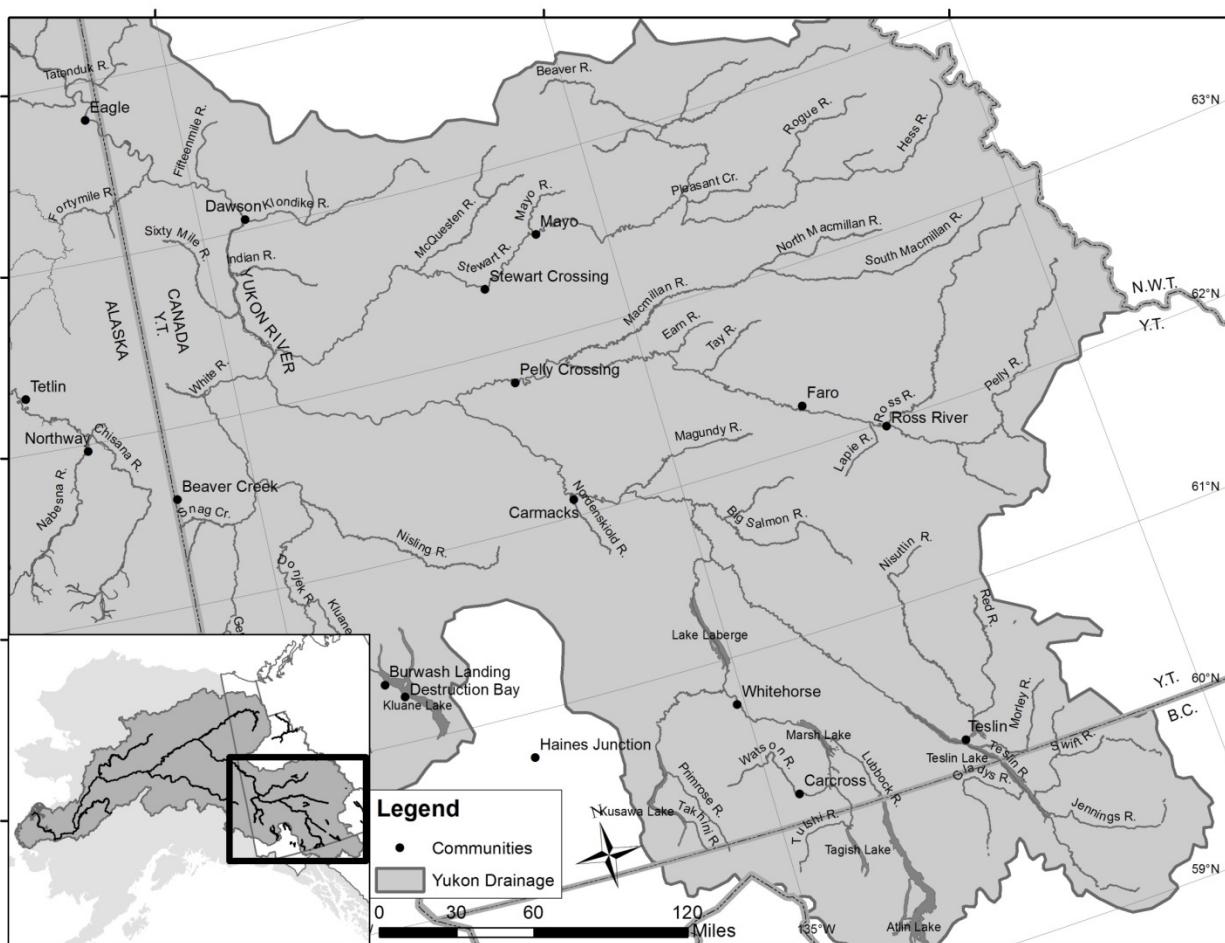 Tatonduk R.
Eagle
Beaver R.
63°N
Fifteenmile R.
Rogue R.
Hess R.
Fortymile R.
Dawson
Klondike R.
Pleasant Cr.
Mayo R.
McQuesten R.
Mayo
Sixty Mile R.
Indian R.
Stewart R.
Stewart Crossing
North Macmillan R.
South Macmillan R.
YUKON RIVER
ALASKA
CANADA
Y.T.
Macmillan R.
N.W.T.
Y.T.
62°N
Earn R.
Tay R.
White R.
Pelly Crossing
Tetlin
Faro
Pelly R.
Ross R.
Ross River
Northway
Chisana R.
Magundy R.
Lapie R.
Nabesna R.
Beaver Creek
Snag Cr.
Carmacks
Nordenskiold R.
Big Salmon R.
61°N
Nisling R.
Nisutlin R.
Donjek R.
Kluane
Ge
Red R.
Lake Laberge
Burwash Landing
Destruction Bay
Kluane Lake
Whitehorse
60°N
Y.T.
B.C.
Morley R.
Teslin
Marsh Lake
Haines Junction
Watson R.
Lubbock R.
Teslin Lake
Teslin R.
Swift R.
Gladys R.
Carcross
Primrose R.
Kusawa Lake
Takhini R.
Tutshi R.
Tagish Lake
Jennings R.
Atlin Lake
59°N
135°W
N
Legend
Communities
Yukon Drainage
0 30 60 120
Miles